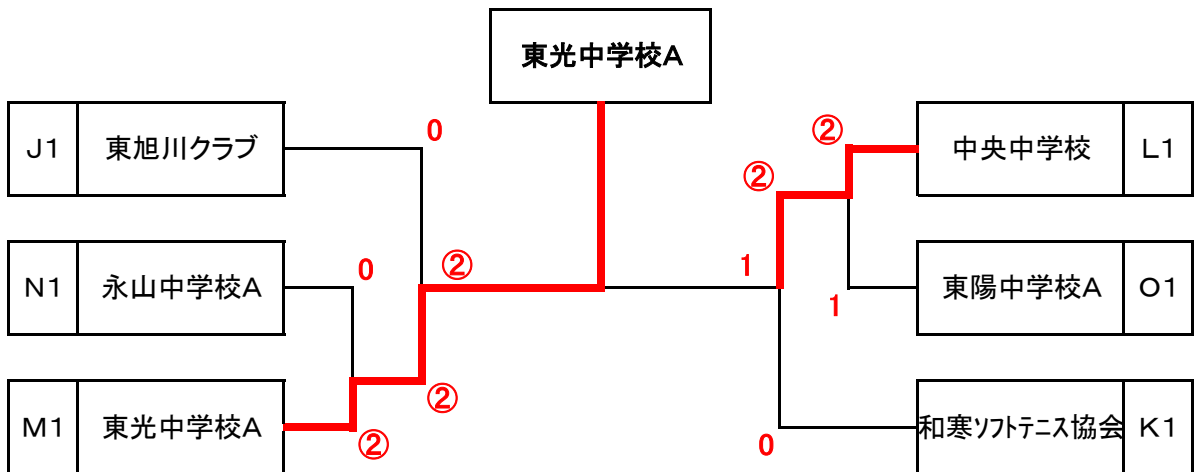 東光中学校A
0
②
J1 東旭川クラブ
中央中学校 L1
②
0
②
1
N1 永山中学校A
東陽中学校A O1
1
②
M1 東光中学校A
和寒ソフトテニス協会 K1
②
0